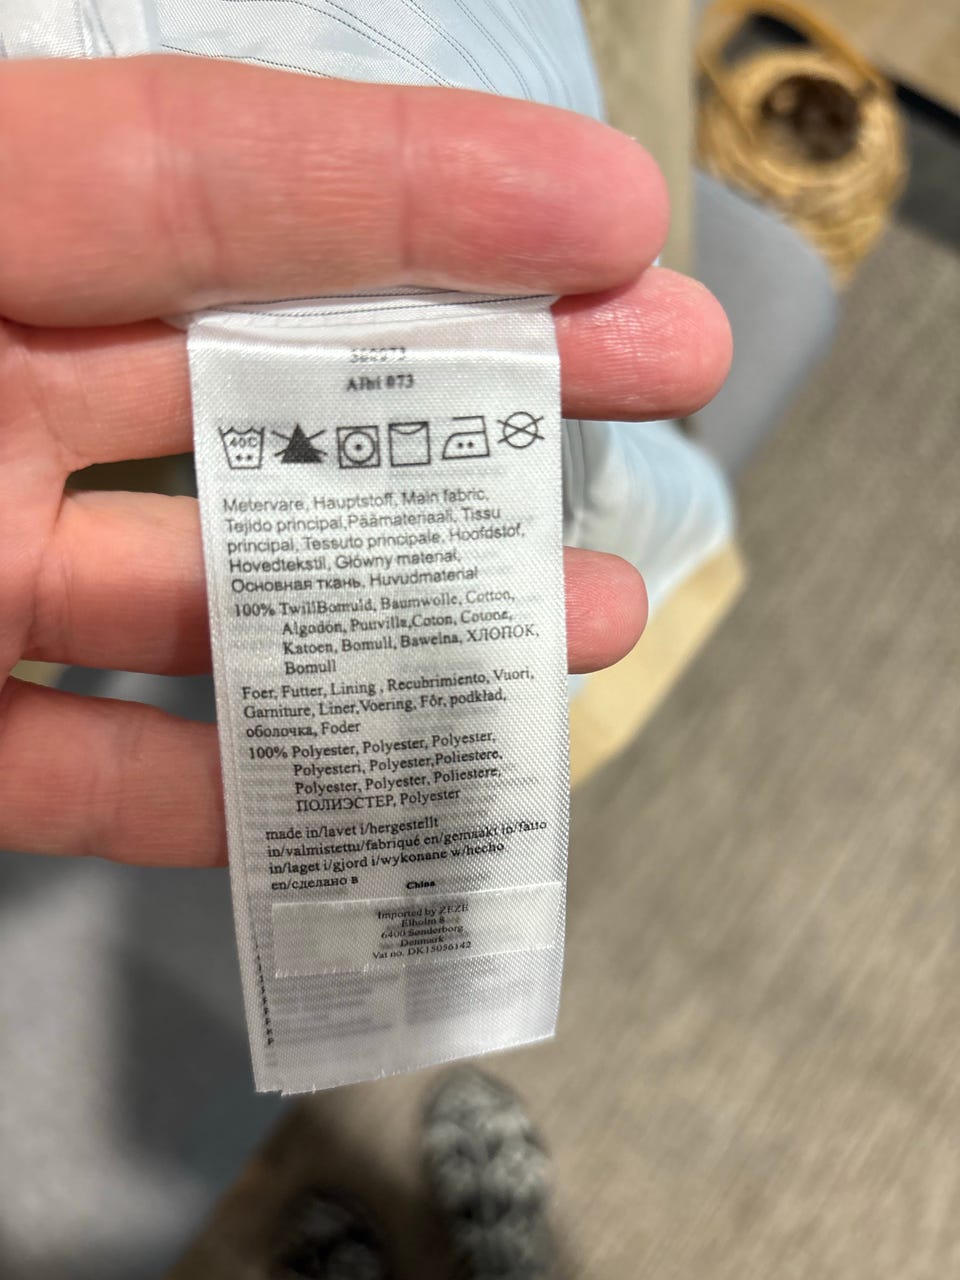 Albi 073
40C
Metervare, Hauptstoff, Main fabric,
Tejido principal,Päämateriaali, Tissu
principal, Tessuto principale, Hoofdstof,
Hovedtekstil, Główny material,
Основная ткань, Huvudmaterial
100% TwillBomuld, Baumwolle, Cotton,
Algodón, Puuvilla,Coton, Cotone,
Katoen, Bomull, Bawelna, ХЛОПОК,
Bomull
Foer, Futter, Lining , Recubrimiento, Vuori,
Garniture, Liner,Voering, Fôr, podkład,
оболочка, Foder
100% Polyester, Polyester, Polyester,
Polyesteri, Polyester,Poliestere,
Polyester, Polyester, Poliestere,
ПОЛИЭСТЕР, Polyester
made in/lavet i/hergestellt
in/valmistettu/fabriqué en/gemaakt in/fatto
in/laget i/gjord i/wykonane w/hecho
en/сделано в
China
Imported by ZEZE
Elholm 8
6400 Sønderborg
Denmark
Vat no. DK15056142